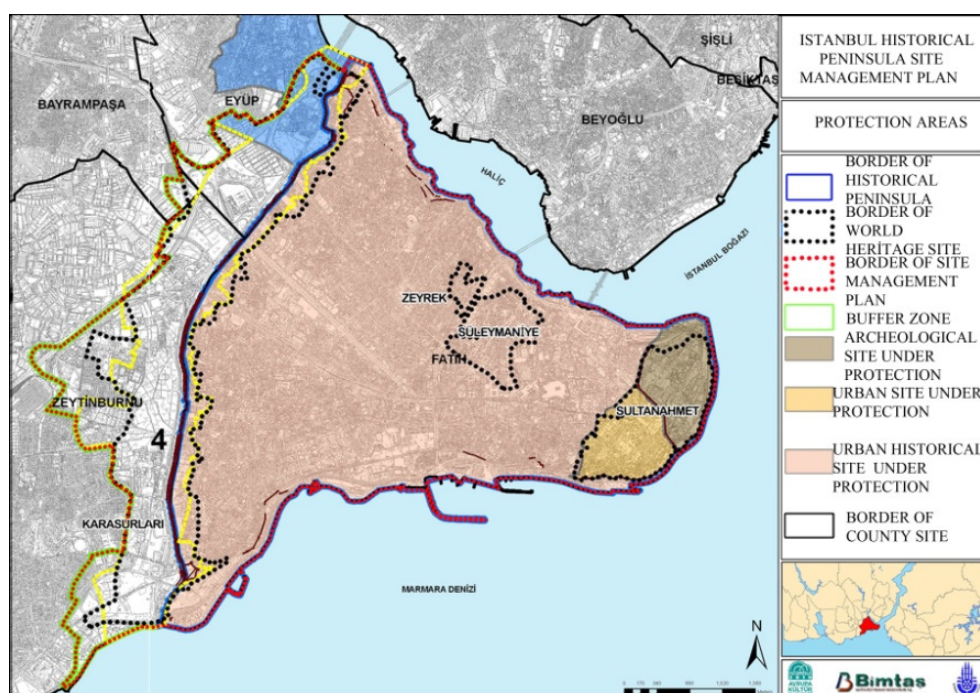 ISTANBUL HISTORICAL
PENINSULA SITE
MANAGEMENT PLAN
PROTECTION AREAS
BORDER OF
HISTORICAL
PENINSULA
BORDER OF
WORLD
HERİTAGE SITE
BORDER OF SITE
MANAGEMENT
PLAN
BUFFER ZONE
ARCHEOLOGICAL
SITE UNDER
PROTECTION
URBAN SITE UNDER
PROTECTION
URBAN HISTORICAL
SITE UNDER
PROTECTION
BORDER OF
COUNTY SITE
ŞİŞLİ
BEŞİKTAŞ
BAYRAMPAŞA
EYÜP
BEYOĞLU
HALİÇ
İSTANBUL BOĞAZI
ZEYREK
SÜLEYMANİYE
FATİH
ZEYTİNBURNU
SULTANAHMET
4
KARASURLARI
MARMARA DENİZİ
N
Bimtas